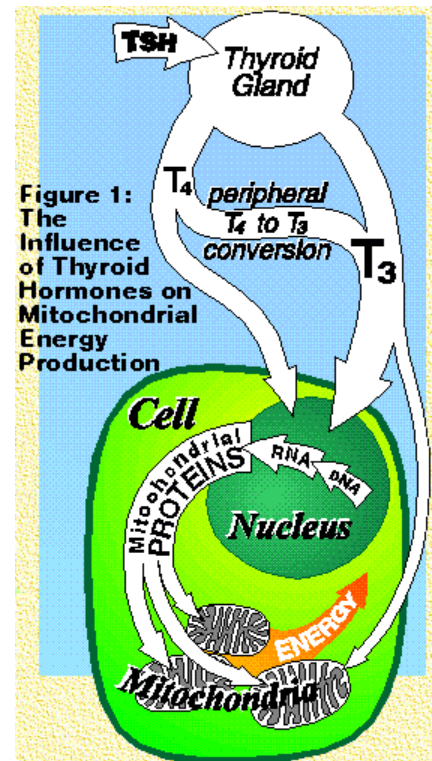 TSH
Thyroid
Gland
T4
peripheral
T4 to T3
conversion
T3
Figure 1:
The
Influence
of Thyroid
Hormones on
Mitochondrial
Energy
Production
Cell
Mitochondrial
PROTEINS
RNA
DNA
Nucleus
ENERGY
Mitochondria